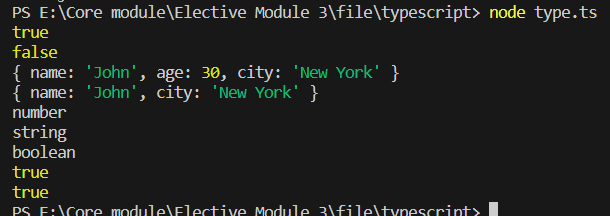 PS E:\Core module\Elective Module 3\file\typescript> node type.ts
true
false
{ name: 'John', age: 30, city: 'New York' }
{ name: 'John', city: 'New York' }
number
string
boolean
true
true
PS E:\Core module\Elective Module 3\file\typescript>